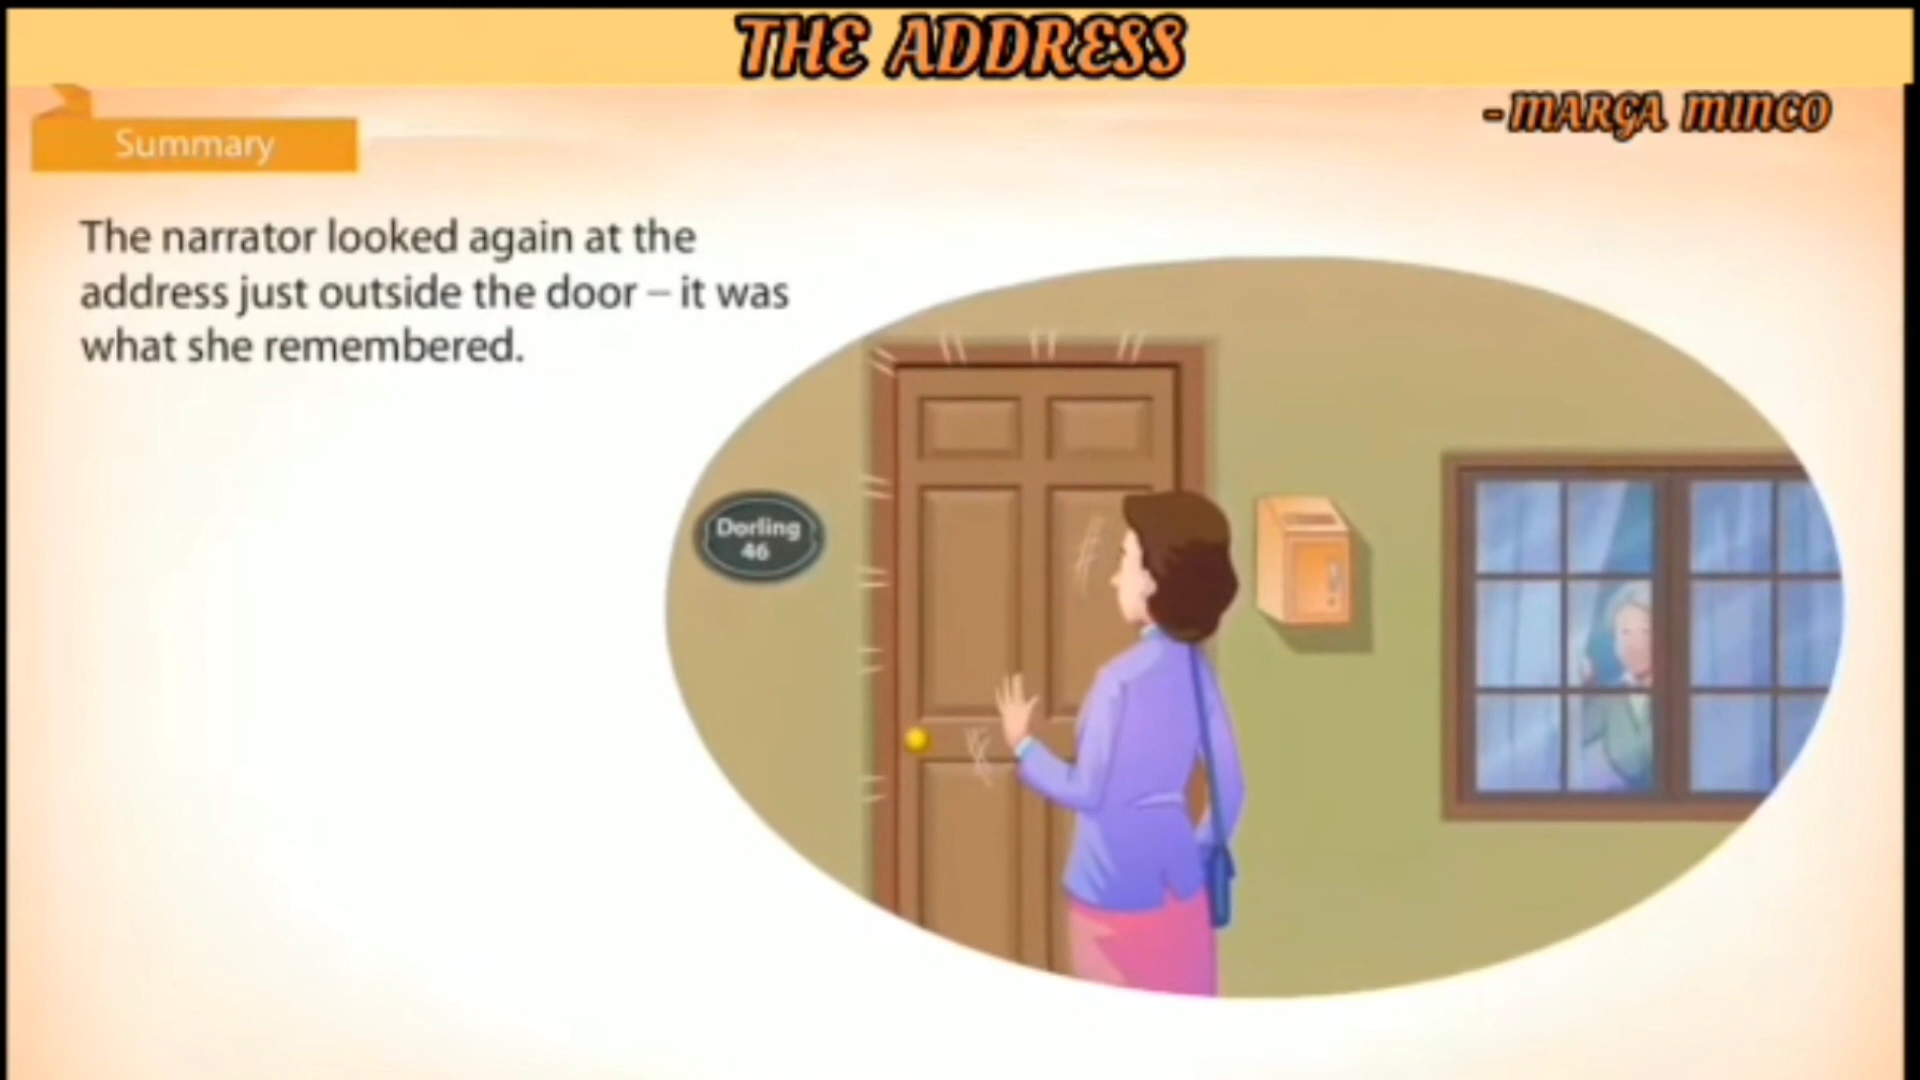 THE ADDRESS
- MARGA MINCO
Summary
The narrator looked again at the
address just outside the door – it was
what she remembered.
Dorling
46